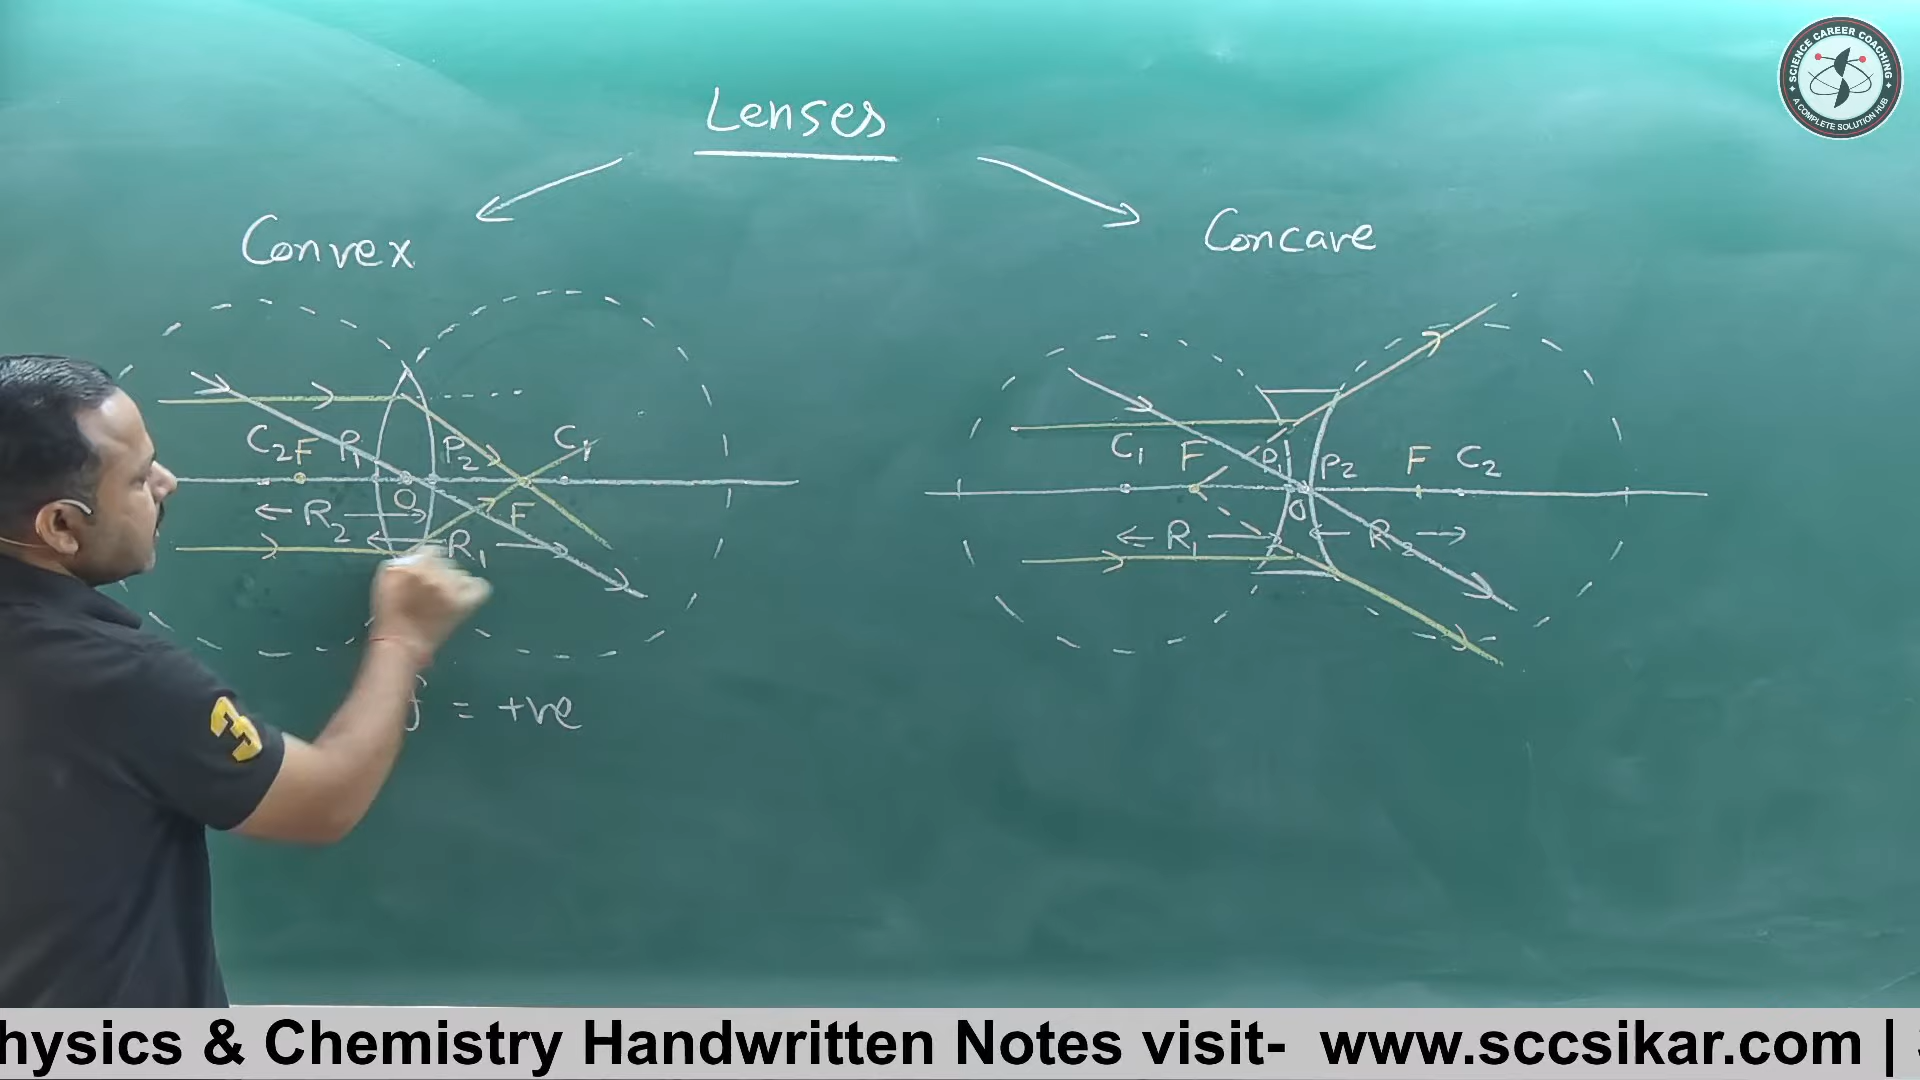 Lenses
Convex
Concave
C2 F P1 P2 C1
O F
R2 R1
f = +ve
C1 F P1 P2 F C2
O
R1 R2
3
SCIENCE CAREER COACHING
A COMPLETE SOLUTION HUB
hysics & Chemistry Handwritten Notes visit- www.sccsikar.com |